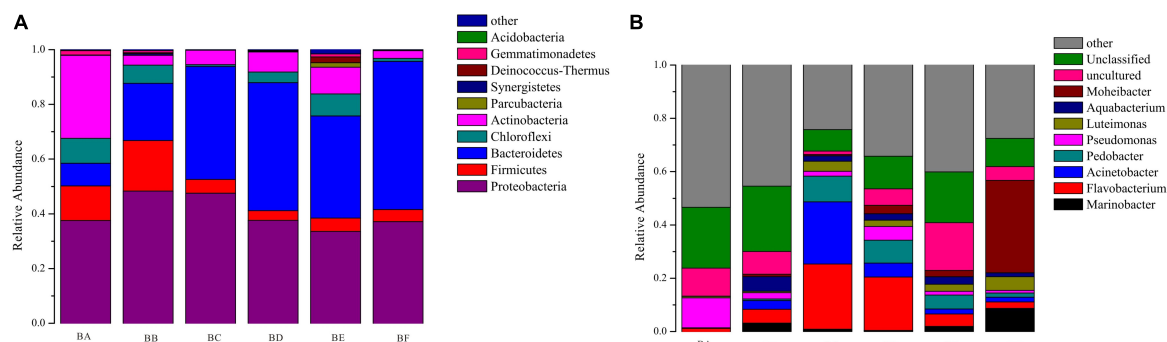 A
Relative Abundance
1.0
0.8
0.6
0.4
0.2
0.0
BA BB BC BD BE BF
other
Acidobacteria
Gemmatimonadetes
Deinococcus-Thermus
Synergistetes
Parcubacteria
Actinobacteria
Chloroflexi
Bacteroidetes
Firmicutes
Proteobacteria
B
Relative Abundance
1.0
0.8
0.6
0.4
0.2
0.0
other
Unclassified
uncultured
Moheibacter
Aquabacterium
Luteimonas
Pseudomonas
Pedobacter
Acinetobacter
Flavobacterium
Marinobacter